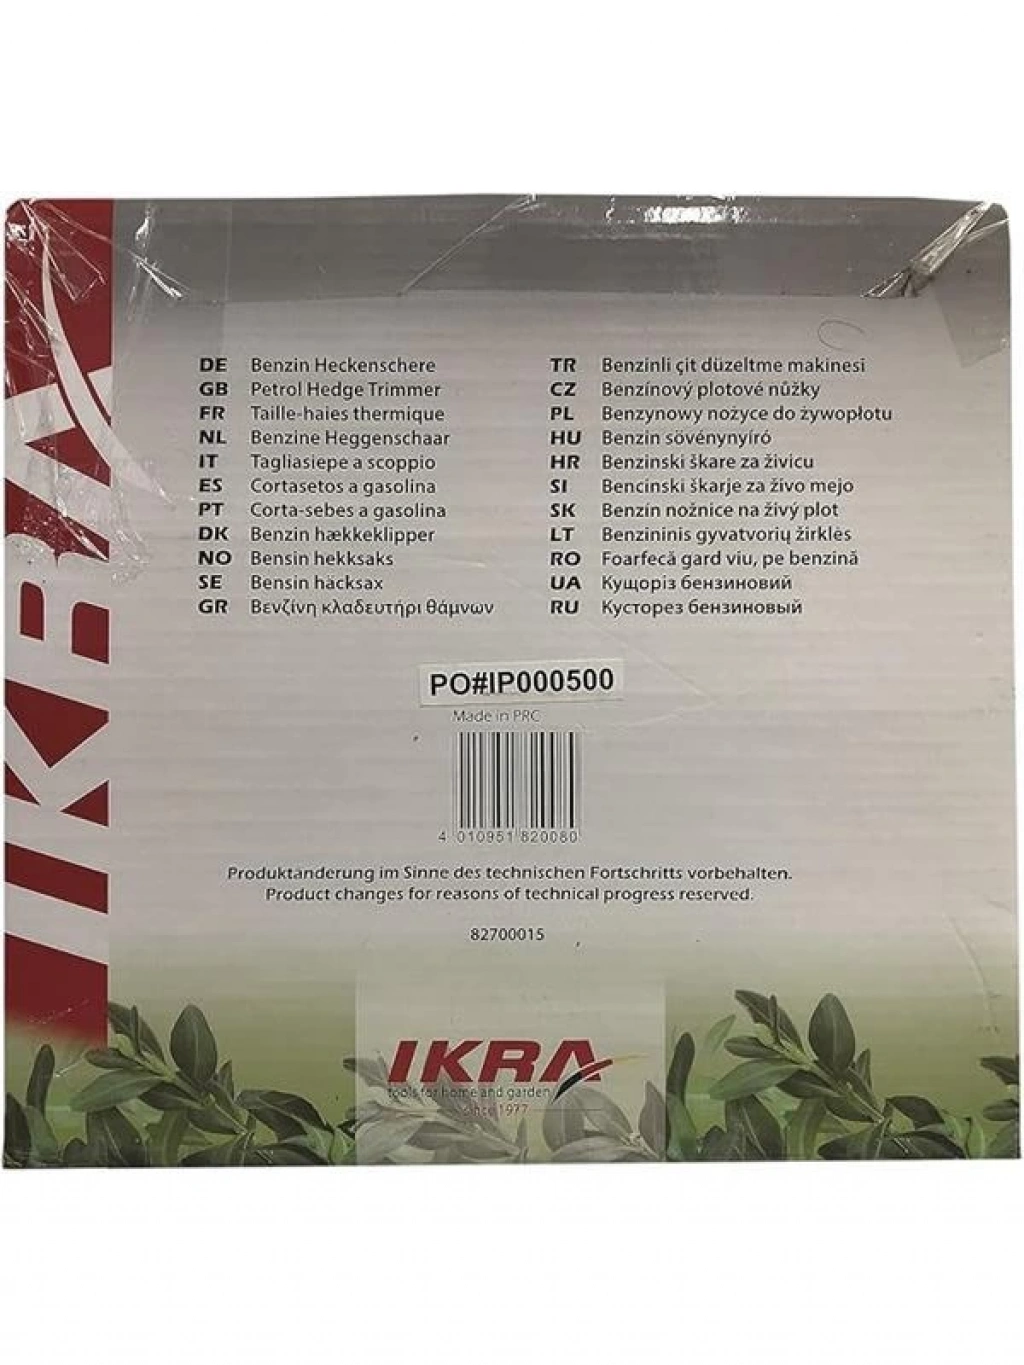 IKRA
DE Benzin Heckenschere
GB Petrol Hedge Trimmer
FR Taille-haies thermique
NL Benzine Heggenschaar
IT Tagliasiepe a scoppio
ES Cortasetos a gasolina
PT Corta-sebes a gasolina
DK Benzin hækkeklipper
NO Bensin hekksaks
SE Bensin häcksax
GR Βενζίνη κλαδευτήρι θάμνων
TR Benzinli çit düzeltme makinesi
CZ Benzínový plotové nůžky
PL Benzynowy nożyce do żywopłotu
HU Benzin sövénynyíró
HR Benzinski škare za živicu
SI Bencinski škarje za živo mejo
SK Benzín nožnice na živý plot
LT Benzininis gyvatvorių žirklės
RO Foarfecă gard viu, pe benzină
UA Кущоріз бензиновий
RU Кусторез бензиновый
PO#IP000500
Made in PRC
4 010951 820080
Produktänderung im Sinne des technischen Fortschritts vorbehalten.
Product changes for reasons of technical progress reserved.
82700015
IKRA
tools for home and garden
since 1977